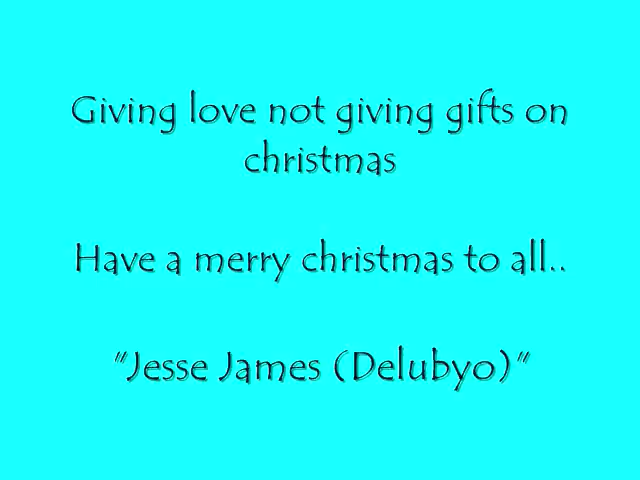 Giving love not giving gifts on
christmas
Have a merry christmas to all..
"Jesse James (Delubyo)"